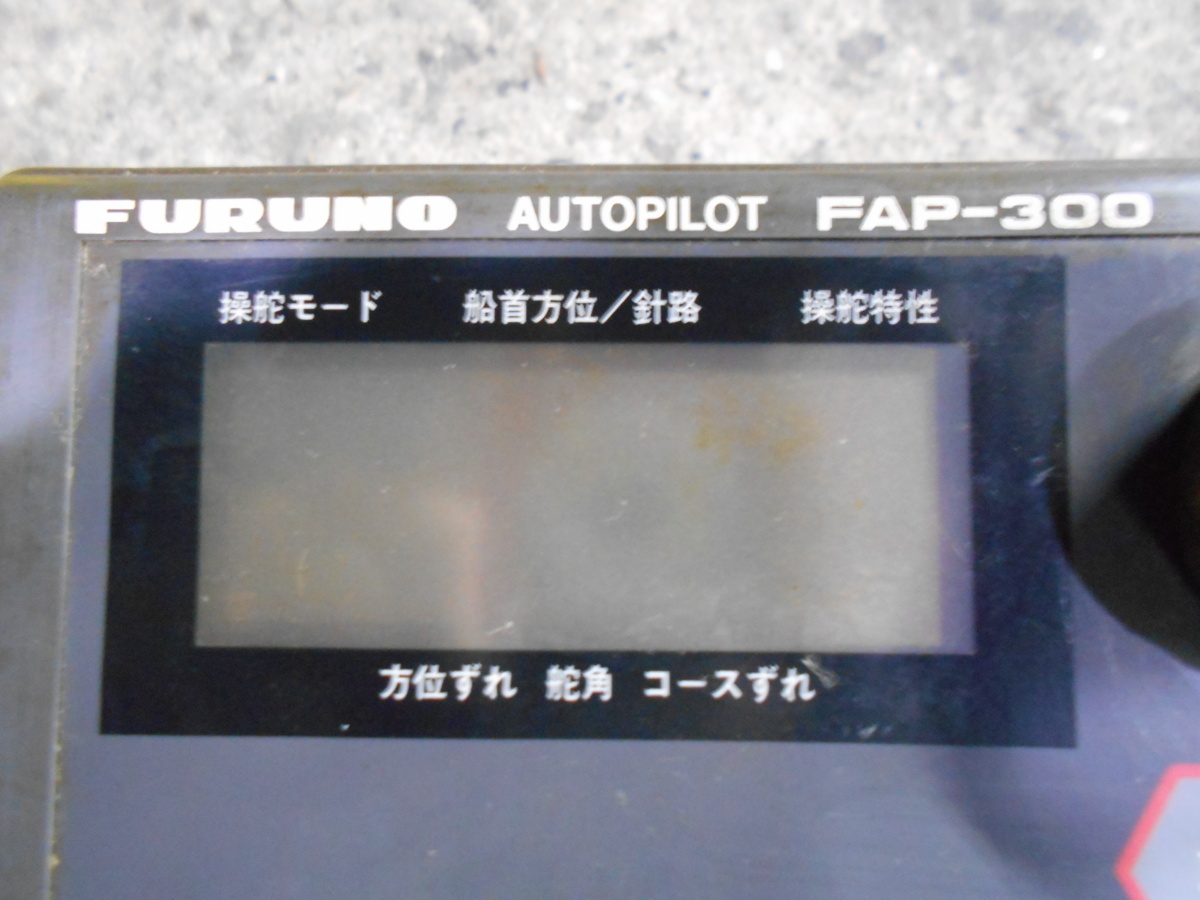 FURUNO AUTOPILOT FAP-300
操舵モード 船首方位/針路 操舵特性
方位ずれ 舵角 コースずれ